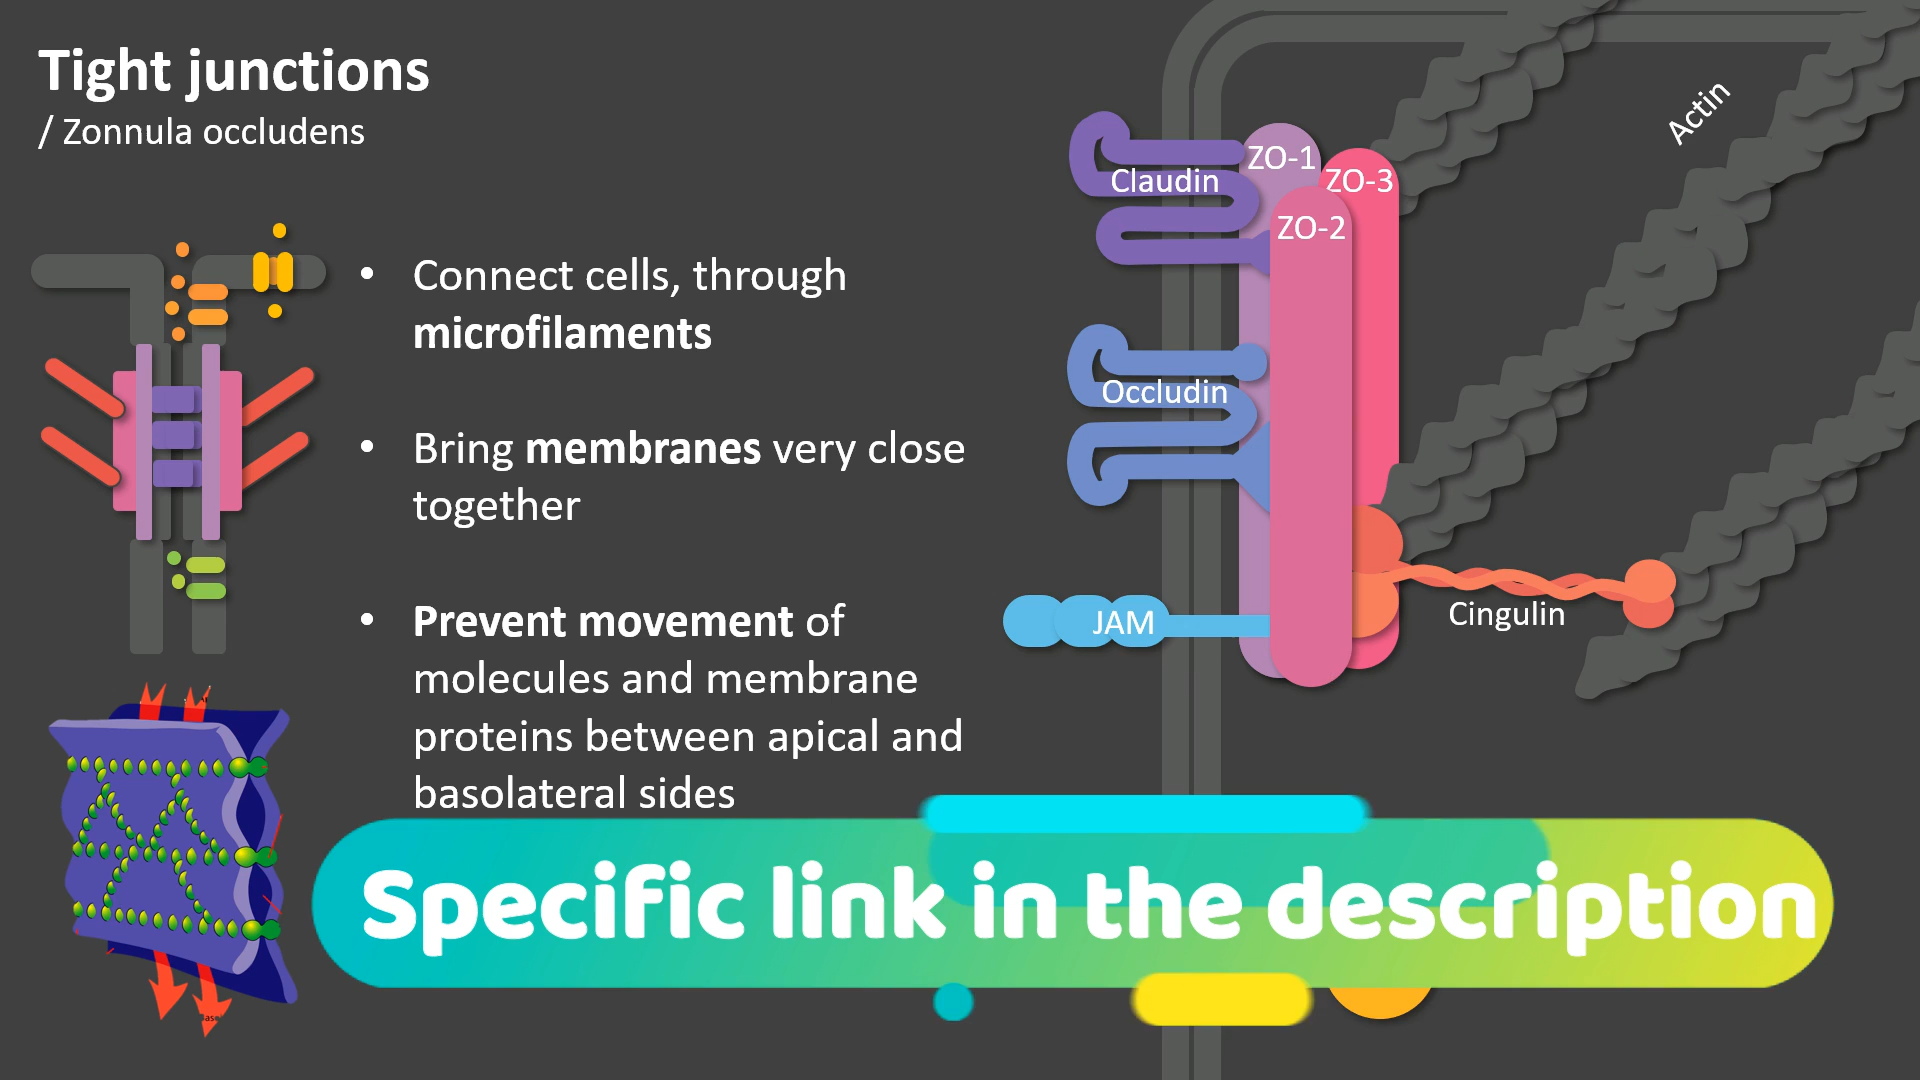 Tight junctions
/ Zonnula occludens
• Connect cells, through
microfilaments
• Bring membranes very close
together
• Prevent movement of
molecules and membrane
proteins between apical and
basolateral sides
Actin
ZO-1
Claudin
ZO-3
ZO-2
Occludin
JAM
Cingulin
Specific link in the description